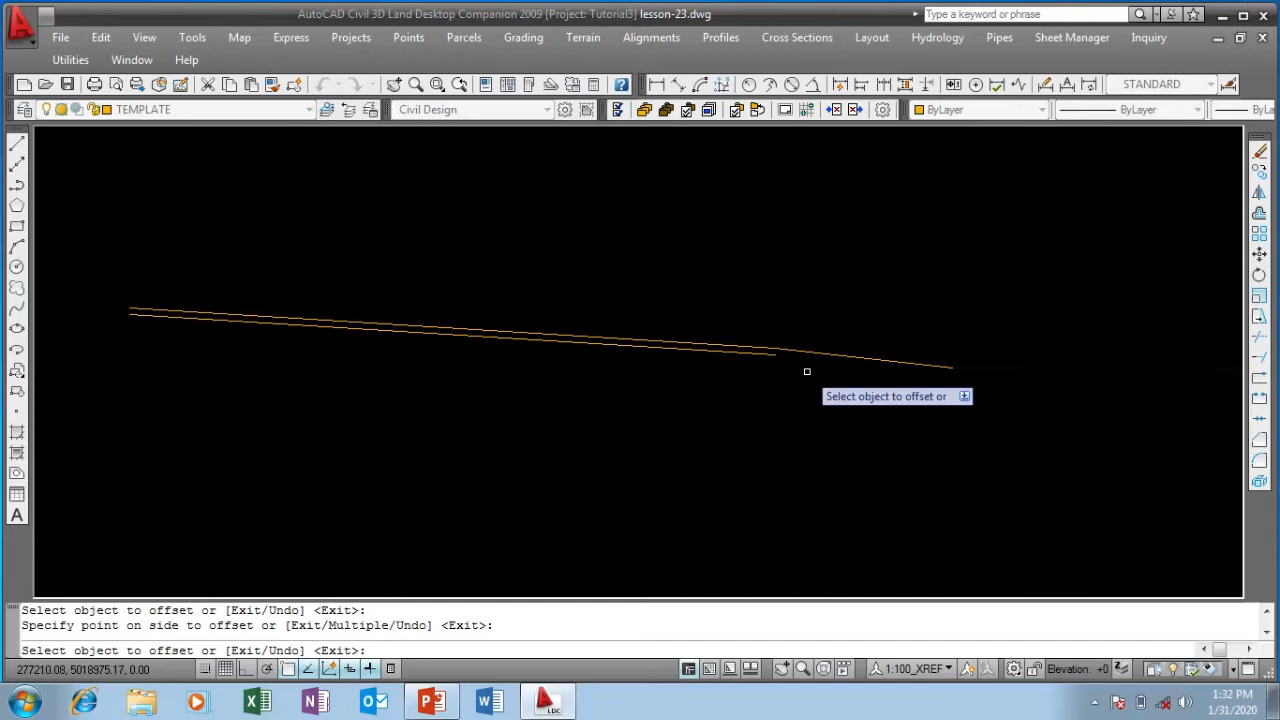 AutoCAD Civil 3D Land Desktop Companion 2009 [Project: Tutorial3] lesson-23.dwg
Type a keyword or phrase
File Edit View Tools Map Express Projects Points Parcels Grading Terrain Alignments Profiles Cross Sections Layout Hydrology Pipes Sheet Manager Inquiry
Utilities Window Help
STANDARD
TEMPLATE Civil Design ByLayer ByLayer ByLa
Select object to offset or
A
Select object to offset or [Exit/Undo] <Exit>:
Specify point on side to offset or [Exit/Multiple/Undo] <Exit>:
Select object to offset or [Exit/Undo] <Exit>:
277210.08, 5018975.17, 0.00 1:100_XREF Elevation: +0
LDC
1:32 PM
1/31/2020